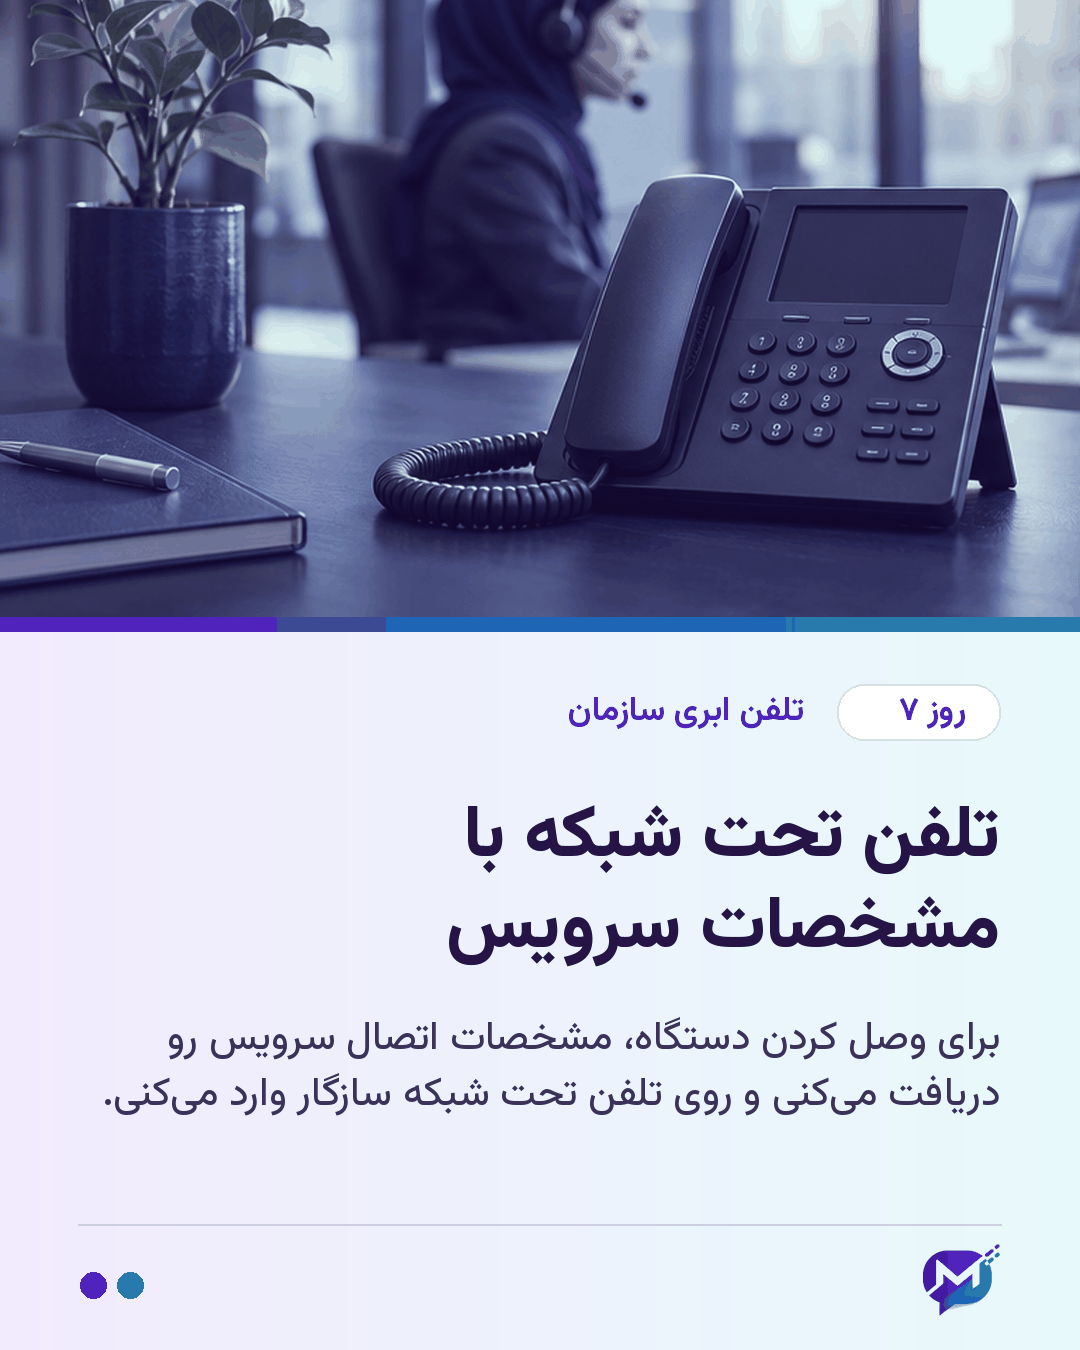 روز ۷
تلفن ابری سازمان
تلفن تحت شبکه با
مشخصات سرویس
برای وصل کردن دستگاه، مشخصات اتصال سرویس رو
دریافت می‌کنی و روی تلفن تحت شبکه سازگار وارد می‌کنی.